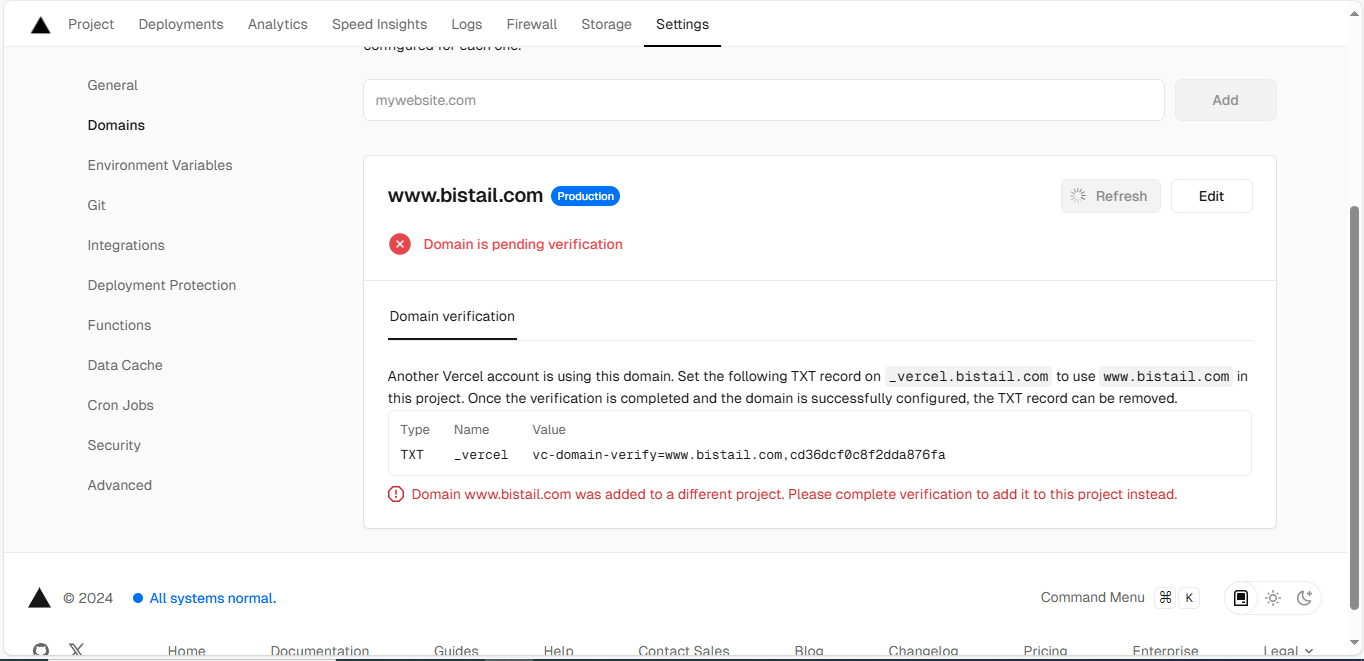 Project Deployments Analytics Speed Insights Logs Firewall Storage Settings
configured for each one.
General
Domains
Environment Variables
Git
Integrations
Deployment Protection
Functions
Data Cache
Cron Jobs
Security
Advanced
mywebsite.com Add
www.bistail.com Production Refresh Edit
Domain is pending verification
Domain verification
Another Vercel account is using this domain. Set the following TXT record on _vercel.bistail.com to use www.bistail.com in
this project. Once the verification is completed and the domain is successfully configured, the TXT record can be removed.
Type Name Value
TXT _vercel vc-domain-verify=www.bistail.com,cd36dcf0c8f2dda876fa
Domain www.bistail.com was added to a different project. Please complete verification to add it to this project instead.
© 2024 All systems normal. Command Menu ⌘ K
Home Documentation Guides Help Contact Sales Blog Changelog Pricing Enterprise Legal